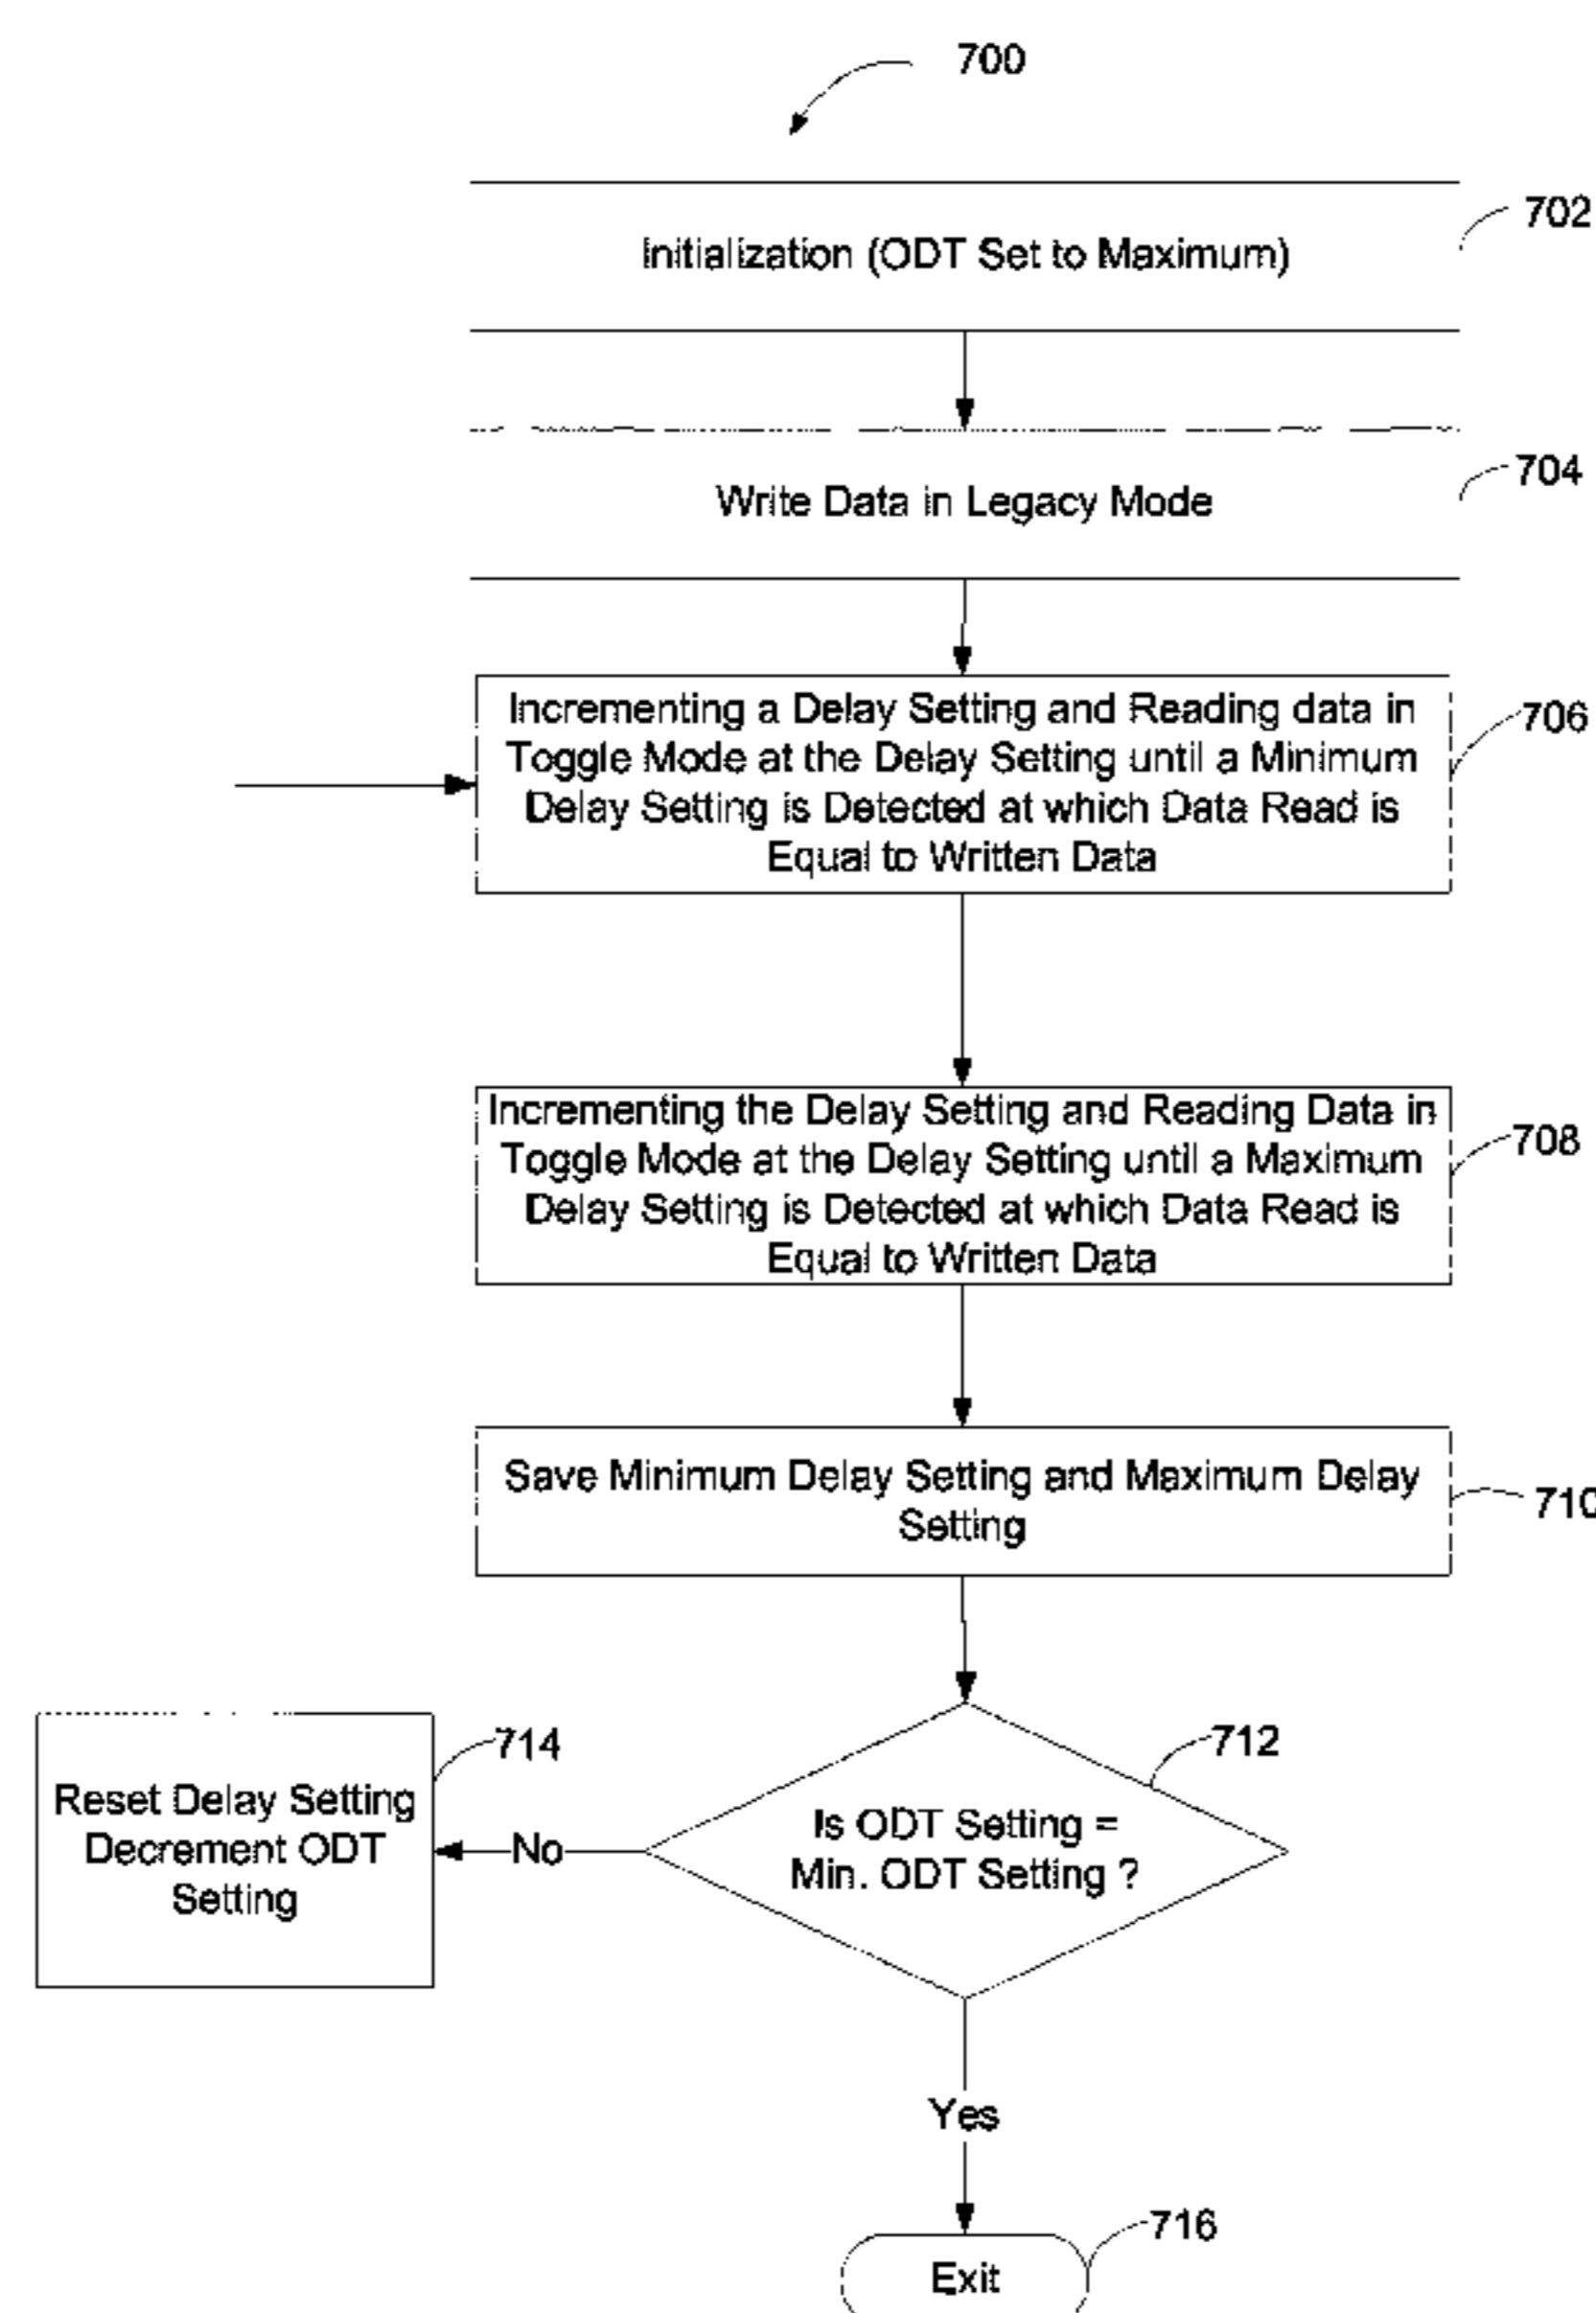 700
Initialization (ODT Set to Maximum)
702
Write Data in Legacy Mode
704
Incrementing a Delay Setting and Reading data in
Toggle Mode at the Delay Setting until a Minimum
Delay Setting is Detected at which Data Read is
Equal to Written Data
706
Incrementing the Delay Setting and Reading Data in
Toggle Mode at the Delay Setting until a Maximum
Delay Setting is Detected at which Data Read is
Equal to Written Data
708
Save Minimum Delay Setting and Maximum Delay
Setting
710
Is ODT Setting =
Min. ODT Setting ?
712
No
Reset Delay Setting
Decrement ODT
Setting
714
Yes
Exit
716